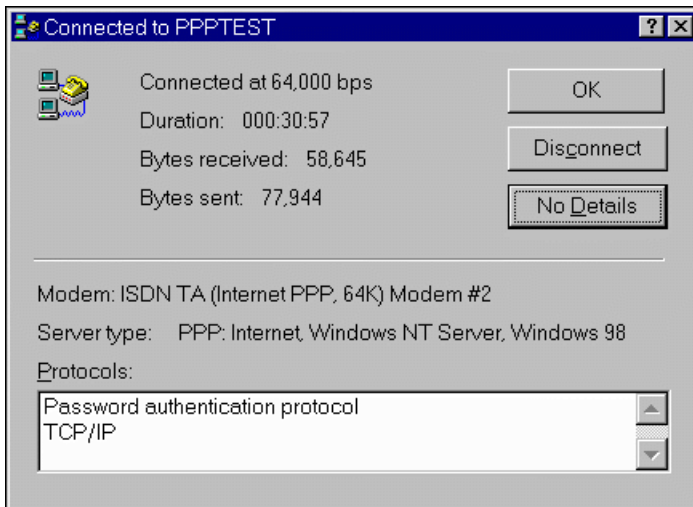 Connected to PPPTEST
Connected at 64,000 bps
Duration: 000:30:57
Bytes received: 58,645
Bytes sent: 77,944
OK
Disconnect
No Details
Modem: ISDN TA (Internet PPP, 64K) Modem #2
Server type: PPP: Internet, Windows NT Server, Windows 98
Protocols:
Password authentication protocol
TCP/IP